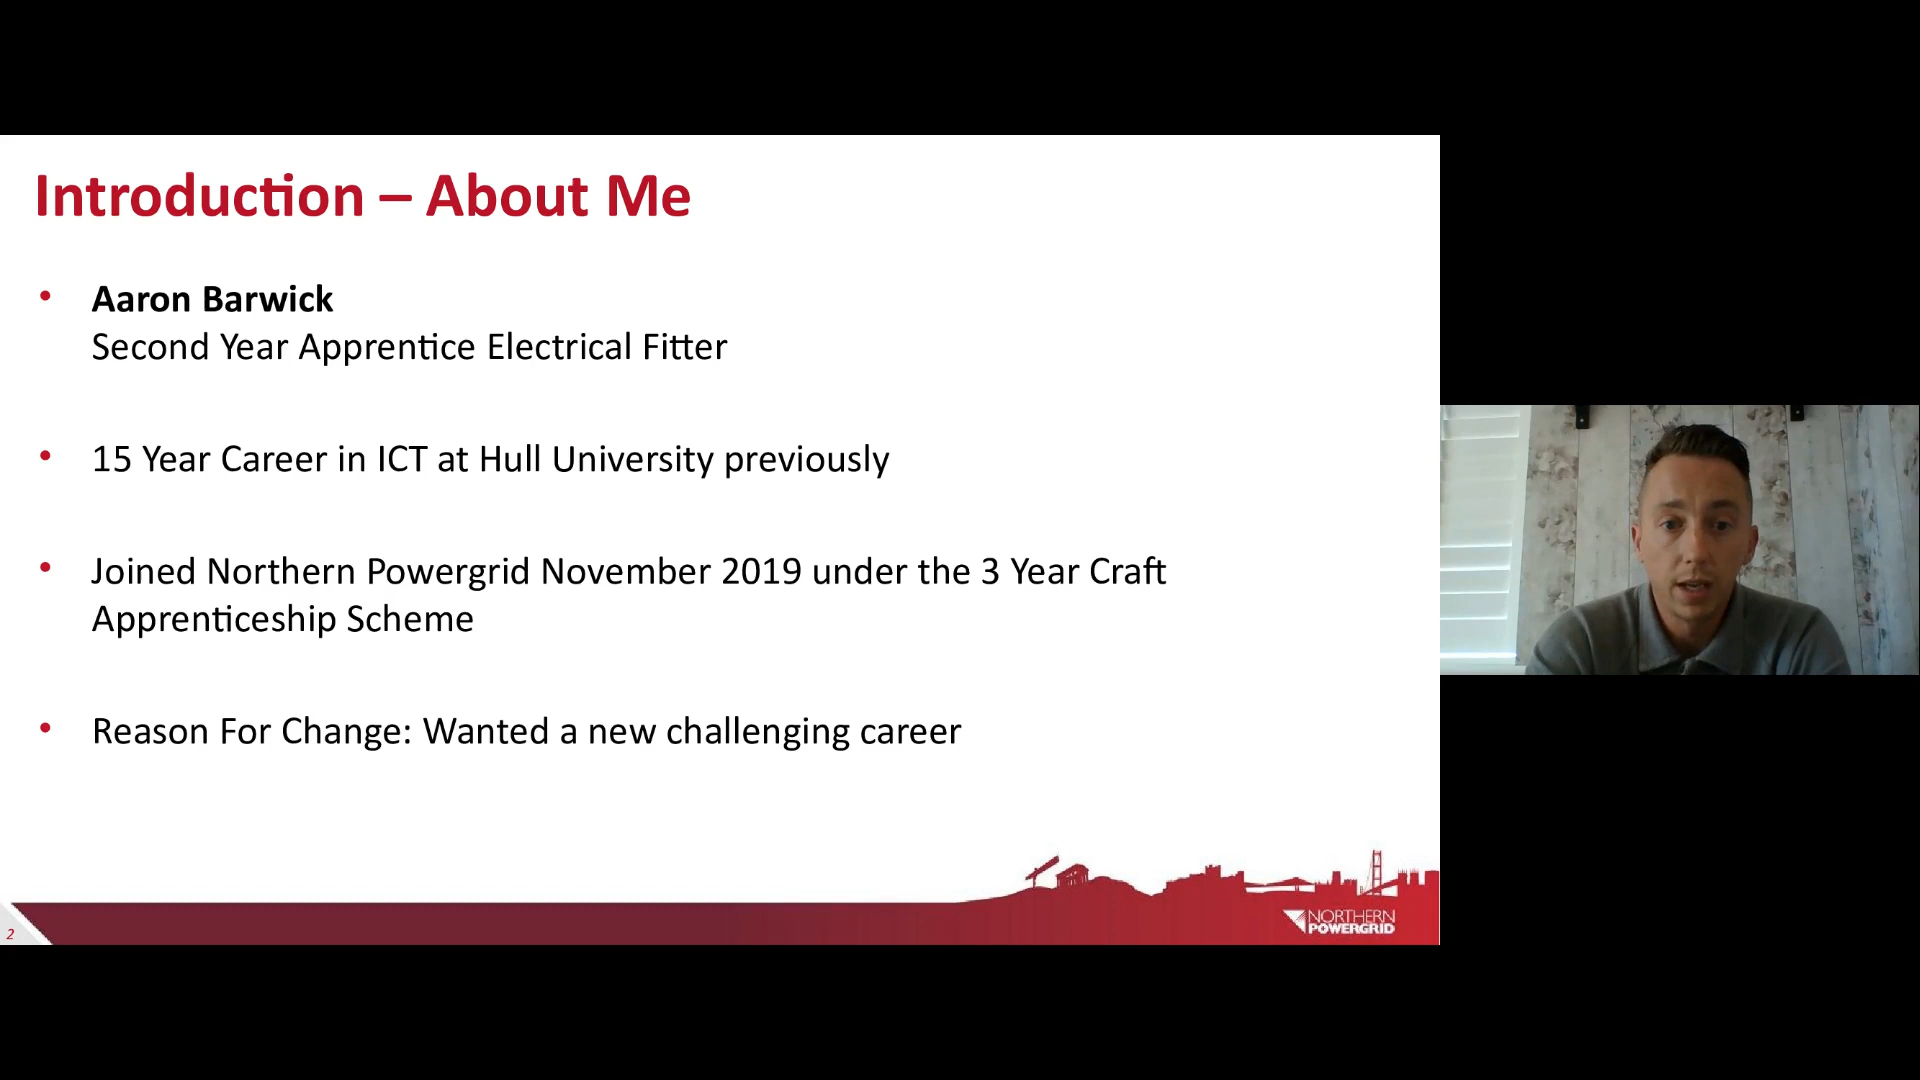 Introduction – About Me
• Aaron Barwick
Second Year Apprentice Electrical Fitter
• 15 Year Career in ICT at Hull University previously
• Joined Northern Powergrid November 2019 under the 3 Year Craft
Apprenticeship Scheme
• Reason For Change: Wanted a new challenging career
NORTHERN
POWERGRID
2